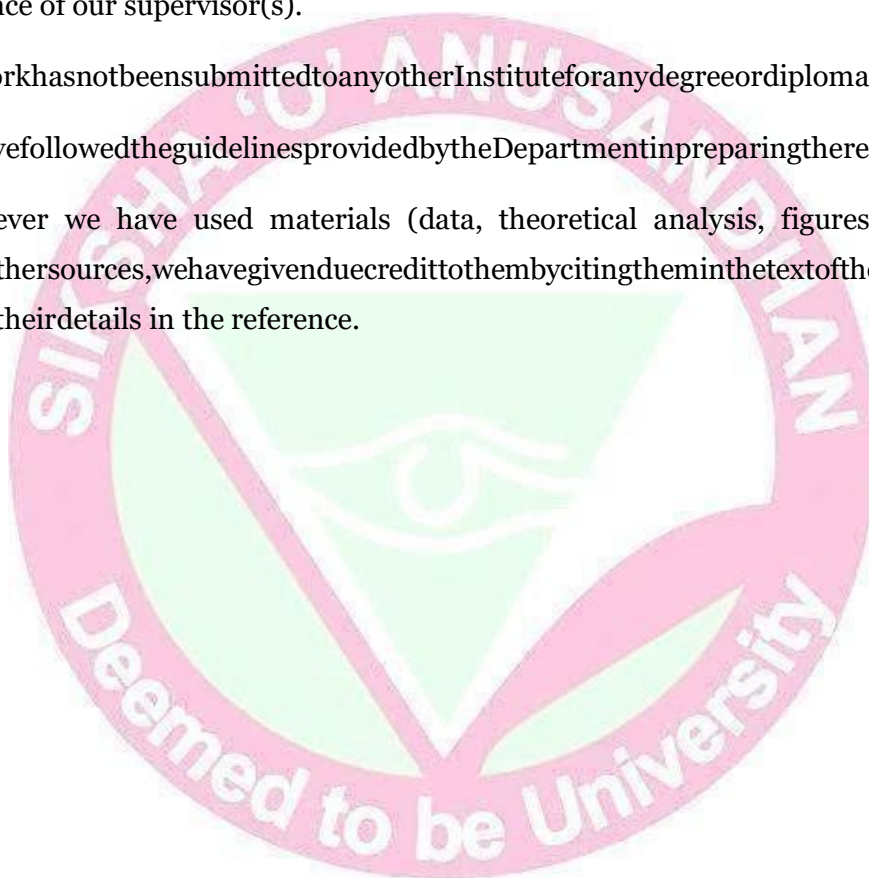 nce of our supervisor(s).
orkhasnotbeensubmittedtoanyotherInstituteforanydegreeordiploma
vefollowedtheguidelinesprovidedbytheDepartmentinpreparingthere
ever we have used materials (data, theoretical analysis, figures
thersources,wehavegivenduecredittothembycitingtheminthetextofthe
theirdetails in the reference.
SIKSHA 'O' ANUSANDHAN
Deemed to be University